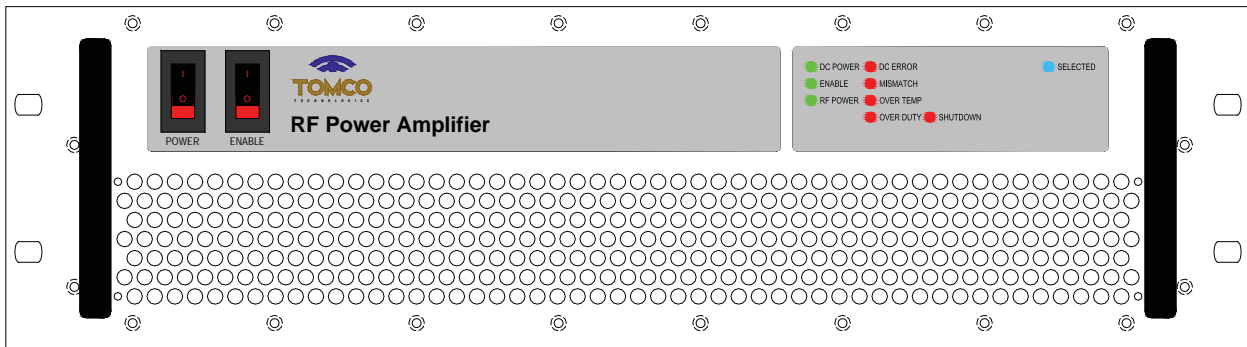 I
O
I
O
TOMCO
TECHNOLOGIES
RF Power Amplifier
POWER
ENABLE
DC POWER
DC ERROR
ENABLE
MISMATCH
RF POWER
OVER TEMP
OVER DUTY
SHUTDOWN
SELECTED